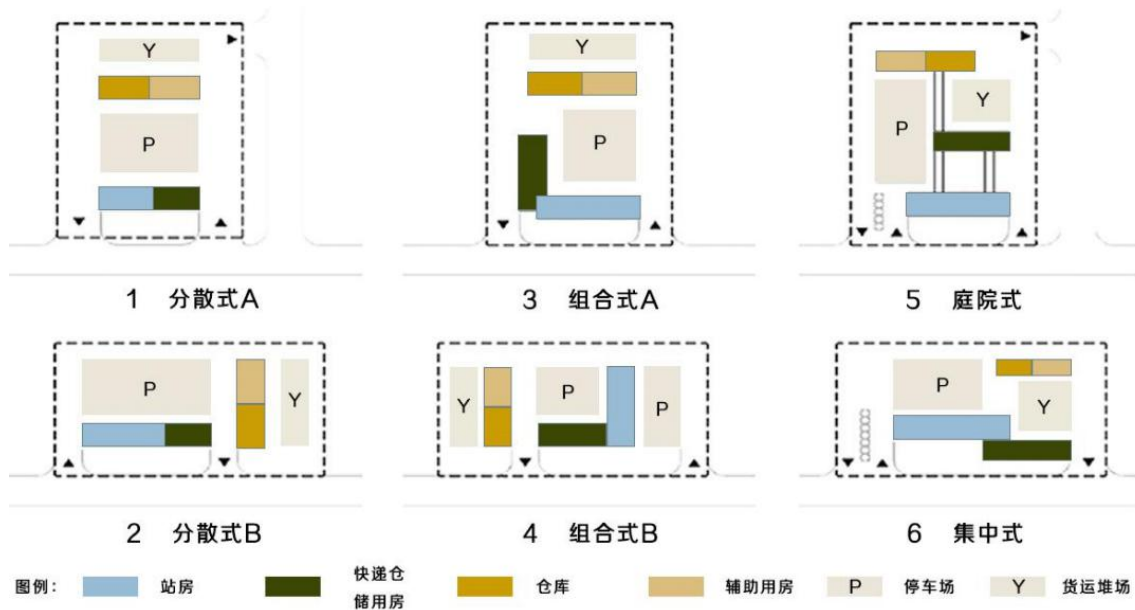 Y
P
1 分散式A
Y
P
3 组合式A
Y
P
5 庭院式
P
Y
2 分散式B
Y
P
P
4 组合式B
P
Y
6 集中式
图例：
站房
快递仓
储用房
仓库
辅助用房
P
停车场
Y
货运堆场